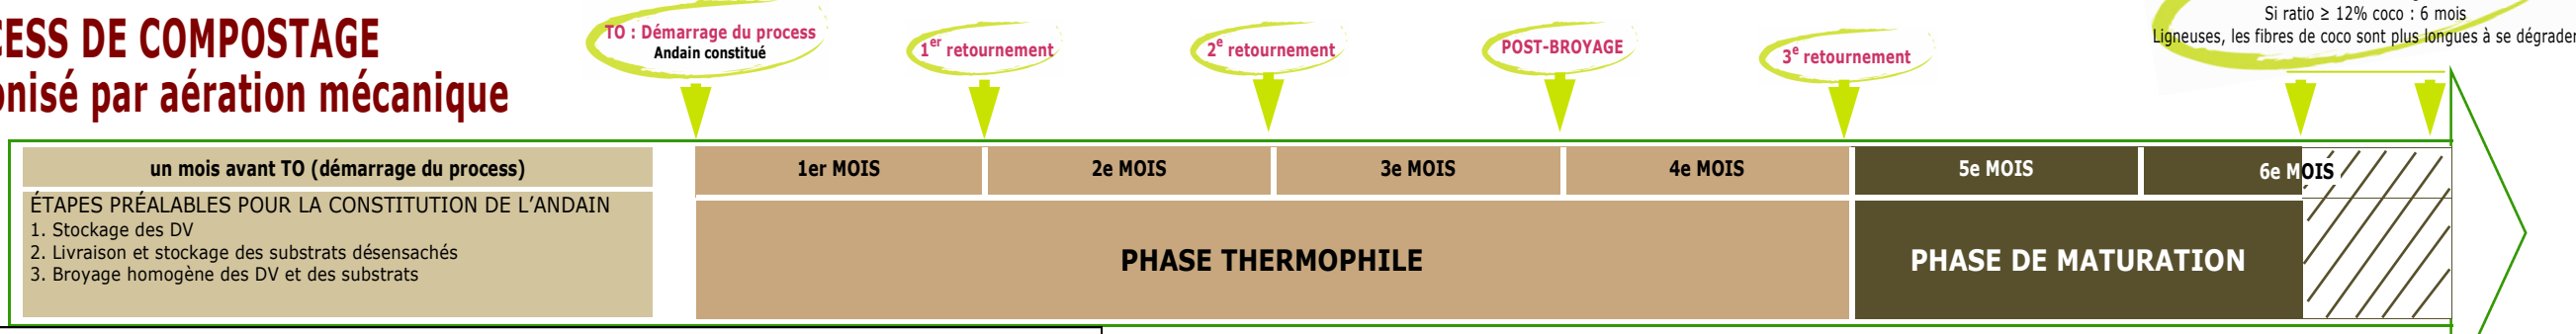 CESS DE COMPOSTAGE
onisé par aération mécanique
TO : Démarrage du process
Andain constitué
1er retournement
2e retournement
POST-BROYAGE
3e retournement
Si ratio ≥ 12% coco : 6 mois
Ligneuses, les fibres de coco sont plus longues à se dégrader
un mois avant TO (démarrage du process)
1er MOIS
2e MOIS
3e MOIS
4e MOIS
5e MOIS
6e MOIS
ÉTAPES PRÉALABLES POUR LA CONSTITUTION DE L’ANDAIN
1. Stockage des DV
2. Livraison et stockage des substrats désensachés
3. Broyage homogène des DV et des substrats
PHASE THERMOPHILE
PHASE DE MATURATION